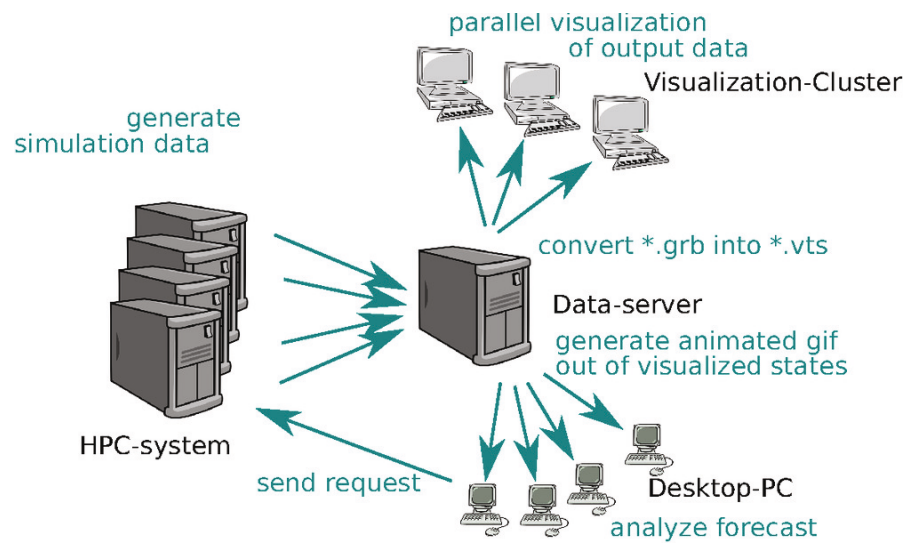 parallel visualization
of output data
Visualization-Cluster
generate
simulation data
convert *.grb into *.vts
Data-server
generate animated gif
out of visualized states
HPC-system
send request
Desktop-PC
analyze forecast